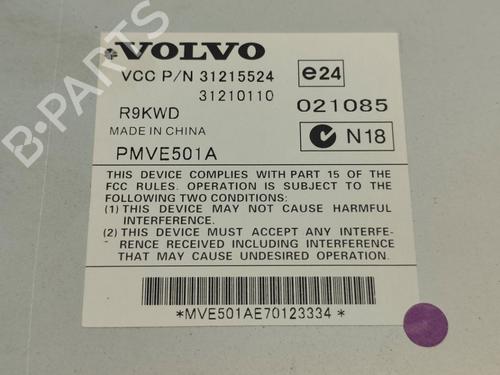 *VOLVO
VCC P/N 31215524
e24
31210110
021085
R9KWD
N18
MADE IN CHINA
PMVE501A
THIS DEVICE COMPLIES WITH PART 15 OF THE
FCC RULES. OPERATION IS SUBJECT TO THE
FOLLOWING TWO CONDITIONS:
(1) THIS DEVICE MAY NOT CAUSE HARMFUL
INTERFERENCE.
(2) THIS DEVICE MUST ACCEPT ANY INTERFE-
RENCE RECEIVED INCLUDING INTERFERENCE
THAT MAY CAUSE UNDESIRED OPERATION.
*MVE501AE70123334*
B-PARTS